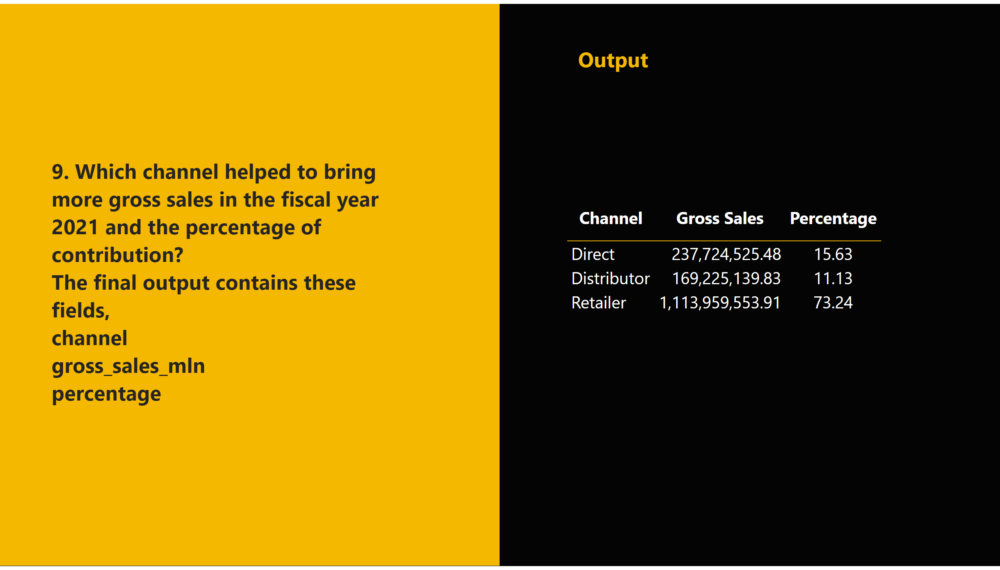 9. Which channel helped to bring
more gross sales in the fiscal year
2021 and the percentage of
contribution?
The final output contains these
fields,
channel
gross_sales_mln
percentage
Output
Channel Gross Sales Percentage
Direct 237,724,525.48 15.63
Distributor 169,225,139.83 11.13
Retailer 1,113,959,553.91 73.24